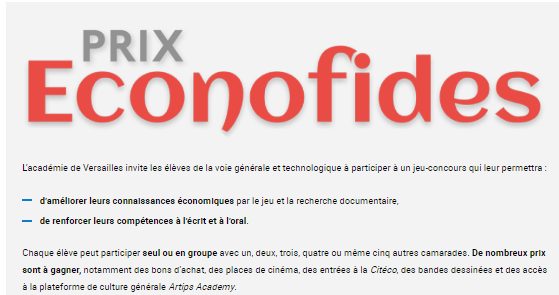 PRIX
Econofides
L'académie de Versailles invite les élèves de la voie générale et technologique à participer à un jeu-concours qui leur permettra :
– d'améliorer leurs connaissances économiques par le jeu et la recherche documentaire,
– de renforcer leurs compétences à l'écrit et à l'oral.
Chaque élève peut participer seul ou en groupe avec un, deux, trois, quatre ou même cinq autres camarades. De nombreux prix
sont à gagner, notamment des bons d'achat, des places de cinéma, des entrées à la Citéco, des bandes dessinées et des accès
à la plateforme de culture générale Artips Academy.